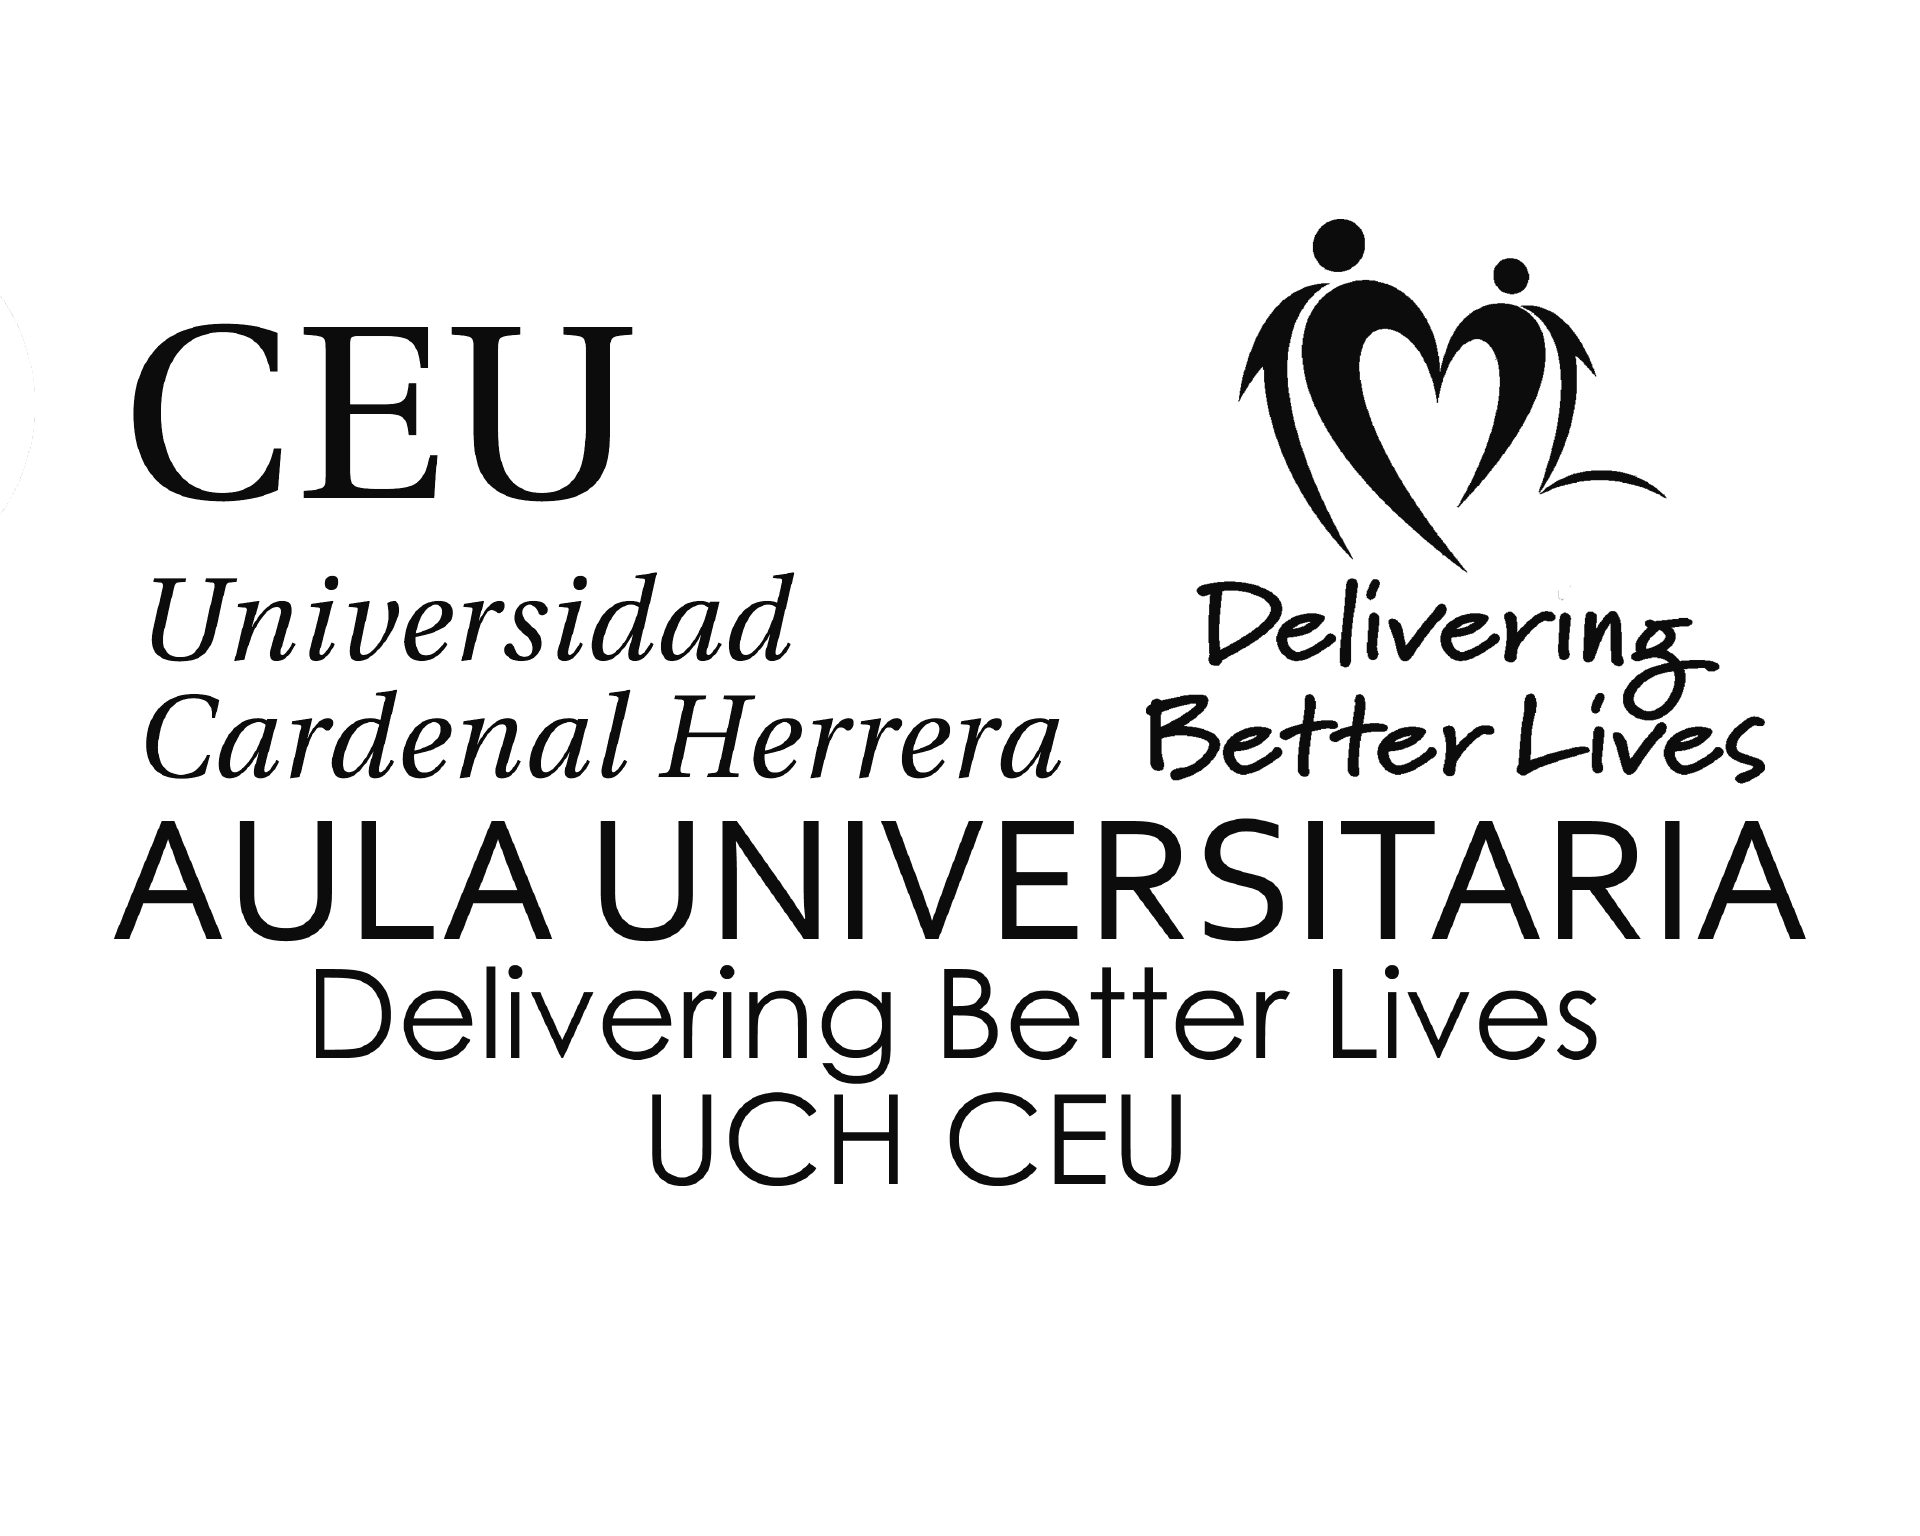 CEU
Universidad
Cardenal Herrera
Delivering
Better Lives
AULA UNIVERSITARIA
Delivering Better Lives
UCH CEU